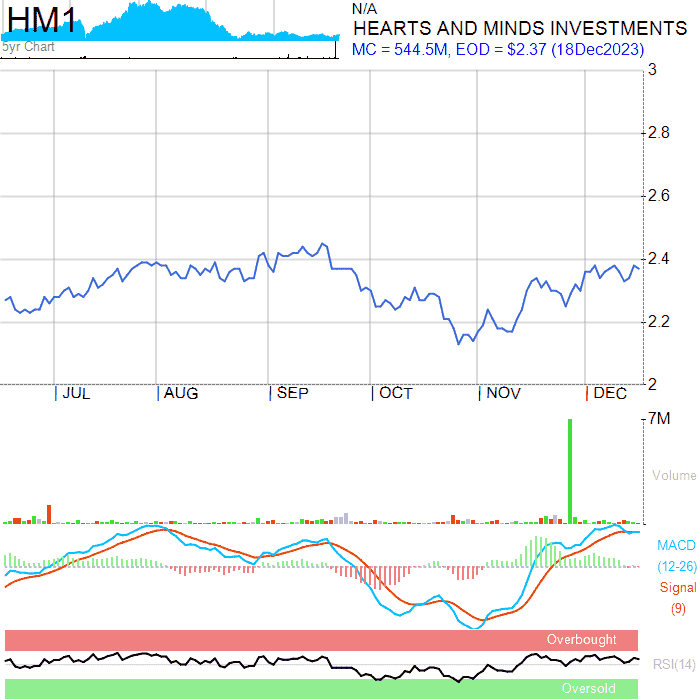 HM1
5yr Chart
N/A
HEARTS AND MINDS INVESTMENTS
MC = 544.5M, EOD = $2.37 (18Dec2023)
3
2.8
2.6
2.4
2.2
2
JUL AUG SEP OCT NOV DEC
7M
Volume
MACD
(12-26)
Signal
(9)
Overbought
RSI(14)
Oversold